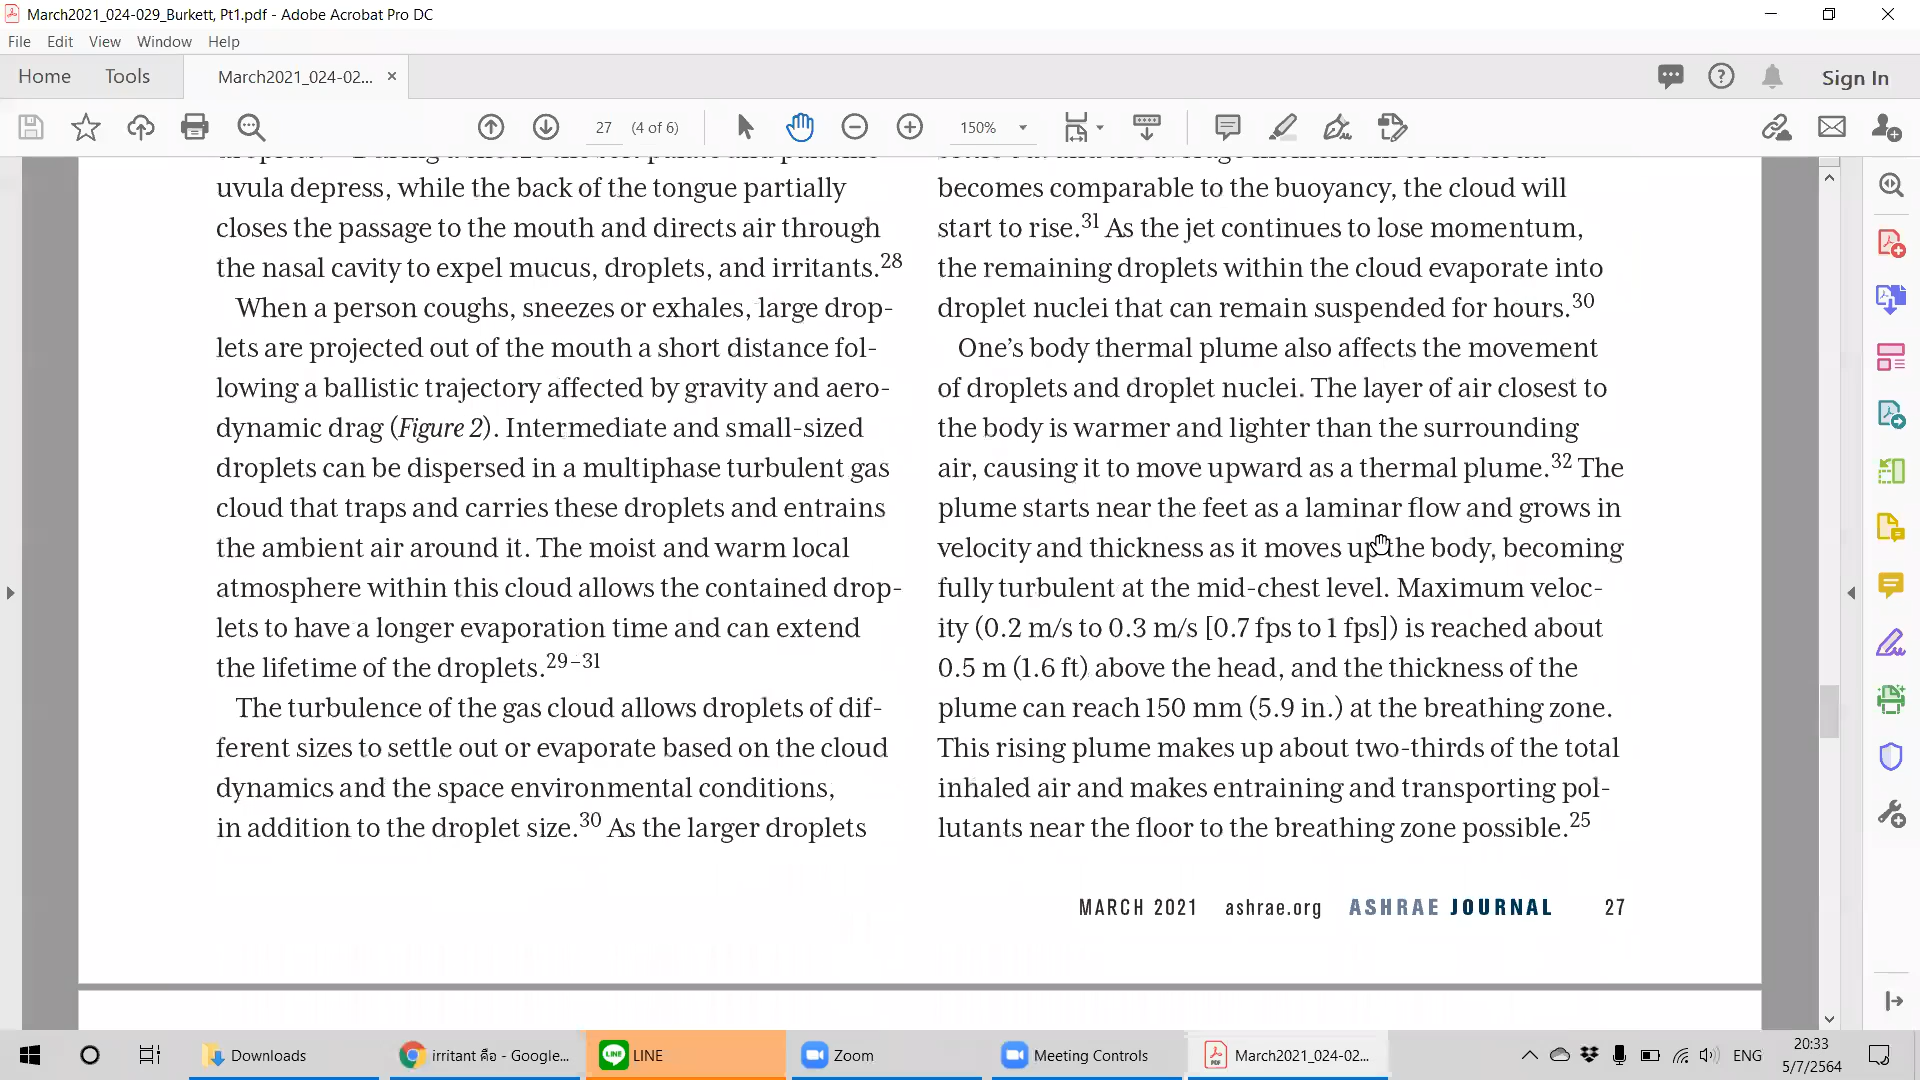 March2021_024-029_Burkett, Pt1.pdf - Adobe Acrobat Pro DC
File Edit View Window Help
Home Tools March2021_024-02... × Sign In
27 (4 of 6) 150%
uvula depress, while the back of the tongue partially
closes the passage to the mouth and directs air through
the nasal cavity to expel mucus, droplets, and irritants.28
When a person coughs, sneezes or exhales, large drop-
lets are projected out of the mouth a short distance fol-
lowing a ballistic trajectory affected by gravity and aero-
dynamic drag (Figure 2). Intermediate and small-sized
droplets can be dispersed in a multiphase turbulent gas
cloud that traps and carries these droplets and entrains
the ambient air around it. The moist and warm local
atmosphere within this cloud allows the contained drop-
lets to have a longer evaporation time and can extend
the lifetime of the droplets.29–31
The turbulence of the gas cloud allows droplets of dif-
ferent sizes to settle out or evaporate based on the cloud
dynamics and the space environmental conditions,
in addition to the droplet size.30 As the larger droplets
becomes comparable to the buoyancy, the cloud will
start to rise.31 As the jet continues to lose momentum,
the remaining droplets within the cloud evaporate into
droplet nuclei that can remain suspended for hours.30
One's body thermal plume also affects the movement
of droplets and droplet nuclei. The layer of air closest to
the body is warmer and lighter than the surrounding
air, causing it to move upward as a thermal plume.32 The
plume starts near the feet as a laminar flow and grows in
velocity and thickness as it moves up the body, becoming
fully turbulent at the mid-chest level. Maximum veloc-
ity (0.2 m/s to 0.3 m/s [0.7 fps to 1 fps]) is reached about
0.5 m (1.6 ft) above the head, and the thickness of the
plume can reach 150 mm (5.9 in.) at the breathing zone.
This rising plume makes up about two-thirds of the total
inhaled air and makes entraining and transporting pol-
lutants near the floor to the breathing zone possible.25
MARCH 2021 ashrae.org ASHRAE JOURNAL 27
Downloads irritant คือ - Google... LINE Zoom Meeting Controls March2021_024-02... ENG 20:33
5/7/2564